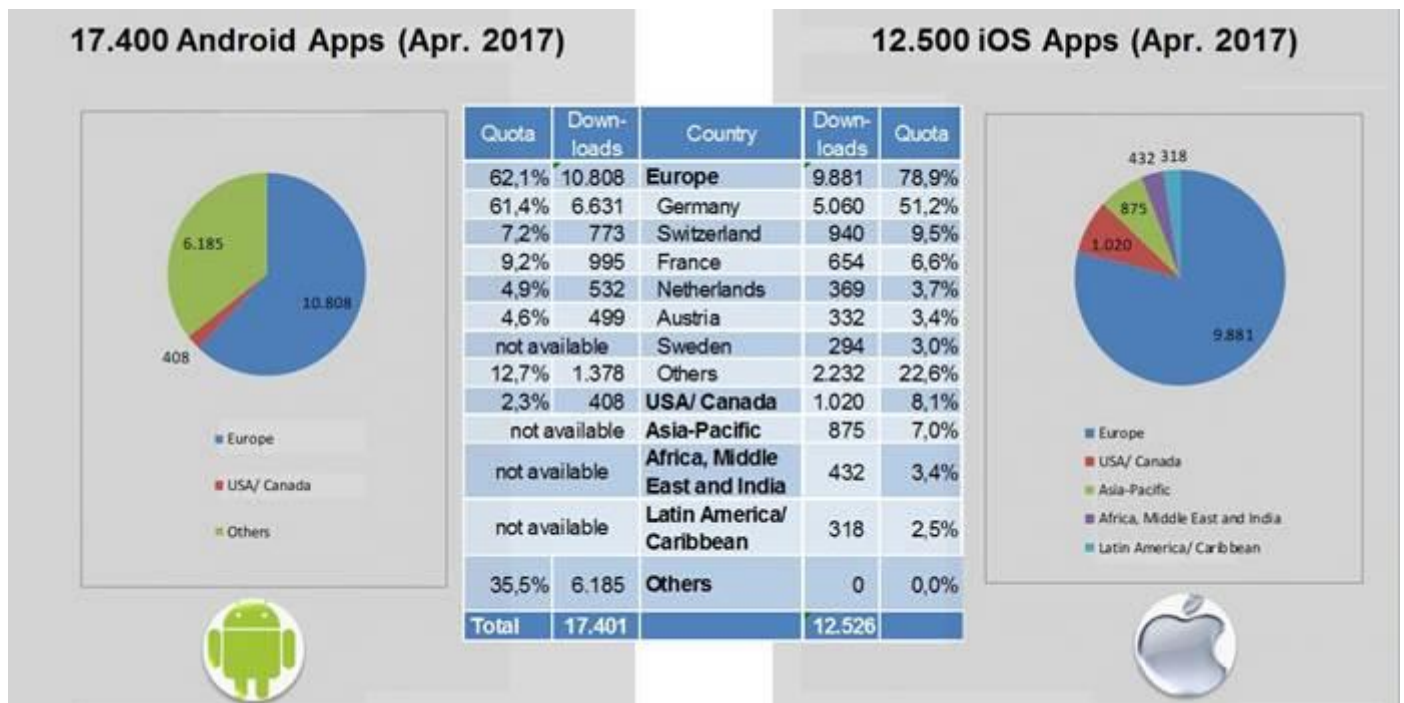 17.400 Android Apps (Apr. 2017)
12.500 iOS Apps (Apr. 2017)
6.185
10.808
408
Europe
USA/ Canada
Others
Quota Down-loads Country Down-loads Quota
62,1% 10.808 Europe 9.881 78,9%
61,4% 6.631 Germany 5.060 51,2%
7,2% 773 Switzerland 940 9,5%
9,2% 995 France 654 6,6%
4,9% 532 Netherlands 369 3,7%
4,6% 499 Austria 332 3,4%
not available Sweden 294 3,0%
12,7% 1.378 Others 2.232 22,6%
2,3% 408 USA/ Canada 1.020 8,1%
not available Asia-Pacific 875 7,0%
not available Africa, Middle East and India 432 3,4%
not available Latin America/ Caribbean 318 2,5%
35,5% 6.185 Others 0 0,0%
Total 17.401 12.526
432 318
875
1.020
9.881
Europe
USA/ Canada
Asia-Pacific
Africa, Middle East and India
Latin America/ Caribbean